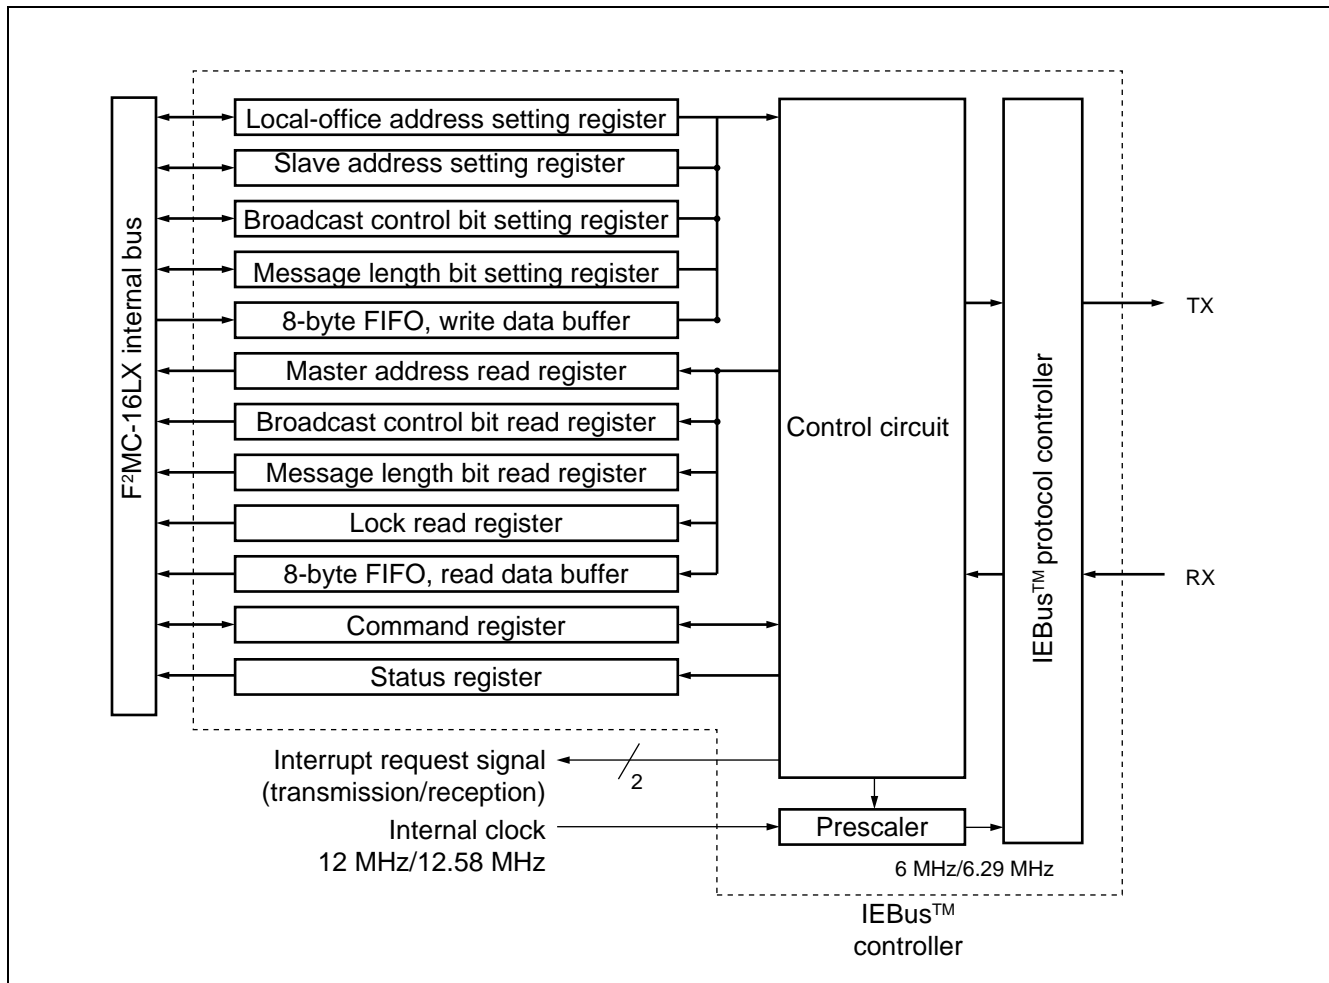 F²MC-16LX internal bus
Local-office address setting register
Slave address setting register
Broadcast control bit setting register
Message length bit setting register
8-byte FIFO, write data buffer
Master address read register
Broadcast control bit read register
Message length bit read register
Lock read register
8-byte FIFO, read data buffer
Command register
Status register
Control circuit
IEBus™ protocol controller
TX
RX
Interrupt request signal
(transmission/reception)
2
Internal clock
12 MHz/12.58 MHz
Prescaler
6 MHz/6.29 MHz
IEBus™
controller